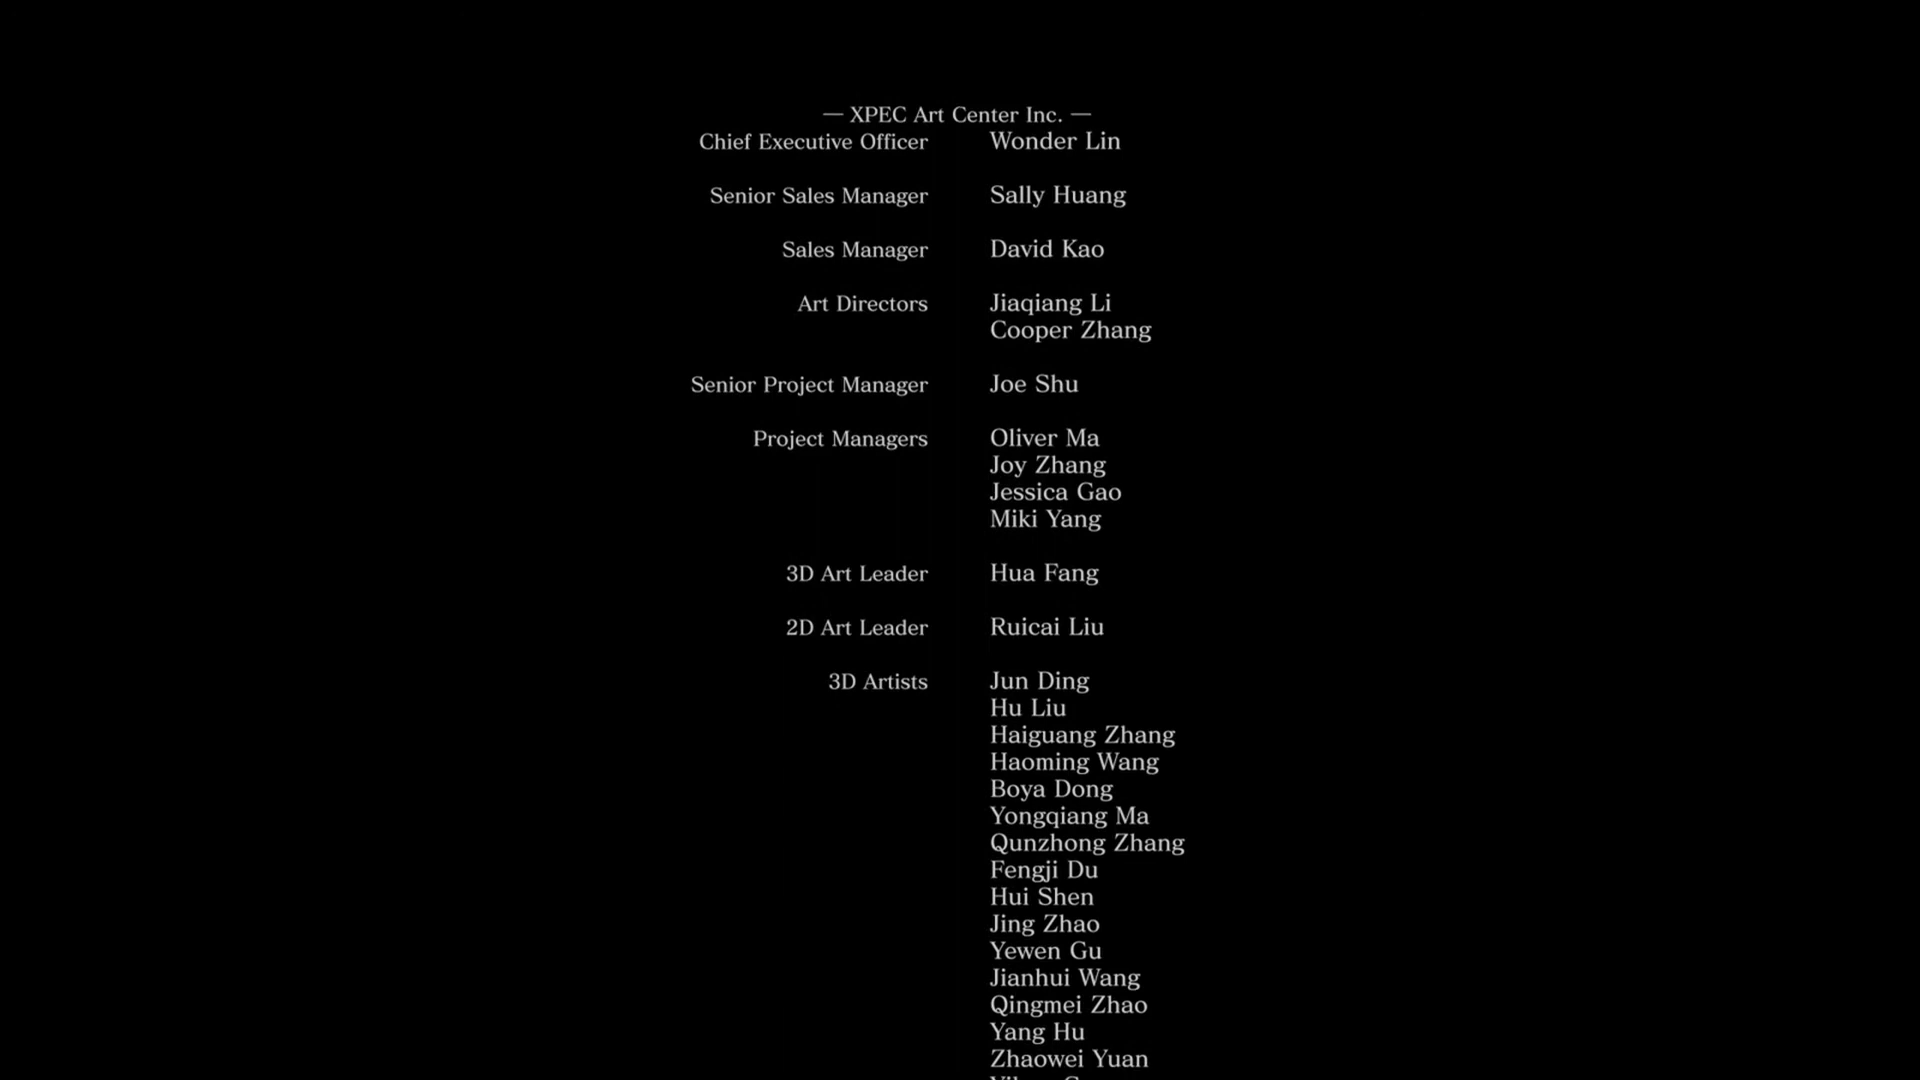 — XPEC Art Center Inc. —
Chief Executive Officer Wonder Lin
Senior Sales Manager Sally Huang
Sales Manager David Kao
Art Directors Jiaqiang Li
Cooper Zhang
Senior Project Manager Joe Shu
Project Managers Oliver Ma
Joy Zhang
Jessica Gao
Miki Yang
3D Art Leader Hua Fang
2D Art Leader Ruicai Liu
3D Artists Jun Ding
Hu Liu
Haiguang Zhang
Haoming Wang
Boya Dong
Yongqiang Ma
Qunzhong Zhang
Fengji Du
Hui Shen
Jing Zhao
Yewen Gu
Jianhui Wang
Qingmei Zhao
Yang Hu
Zhaowei Yuan